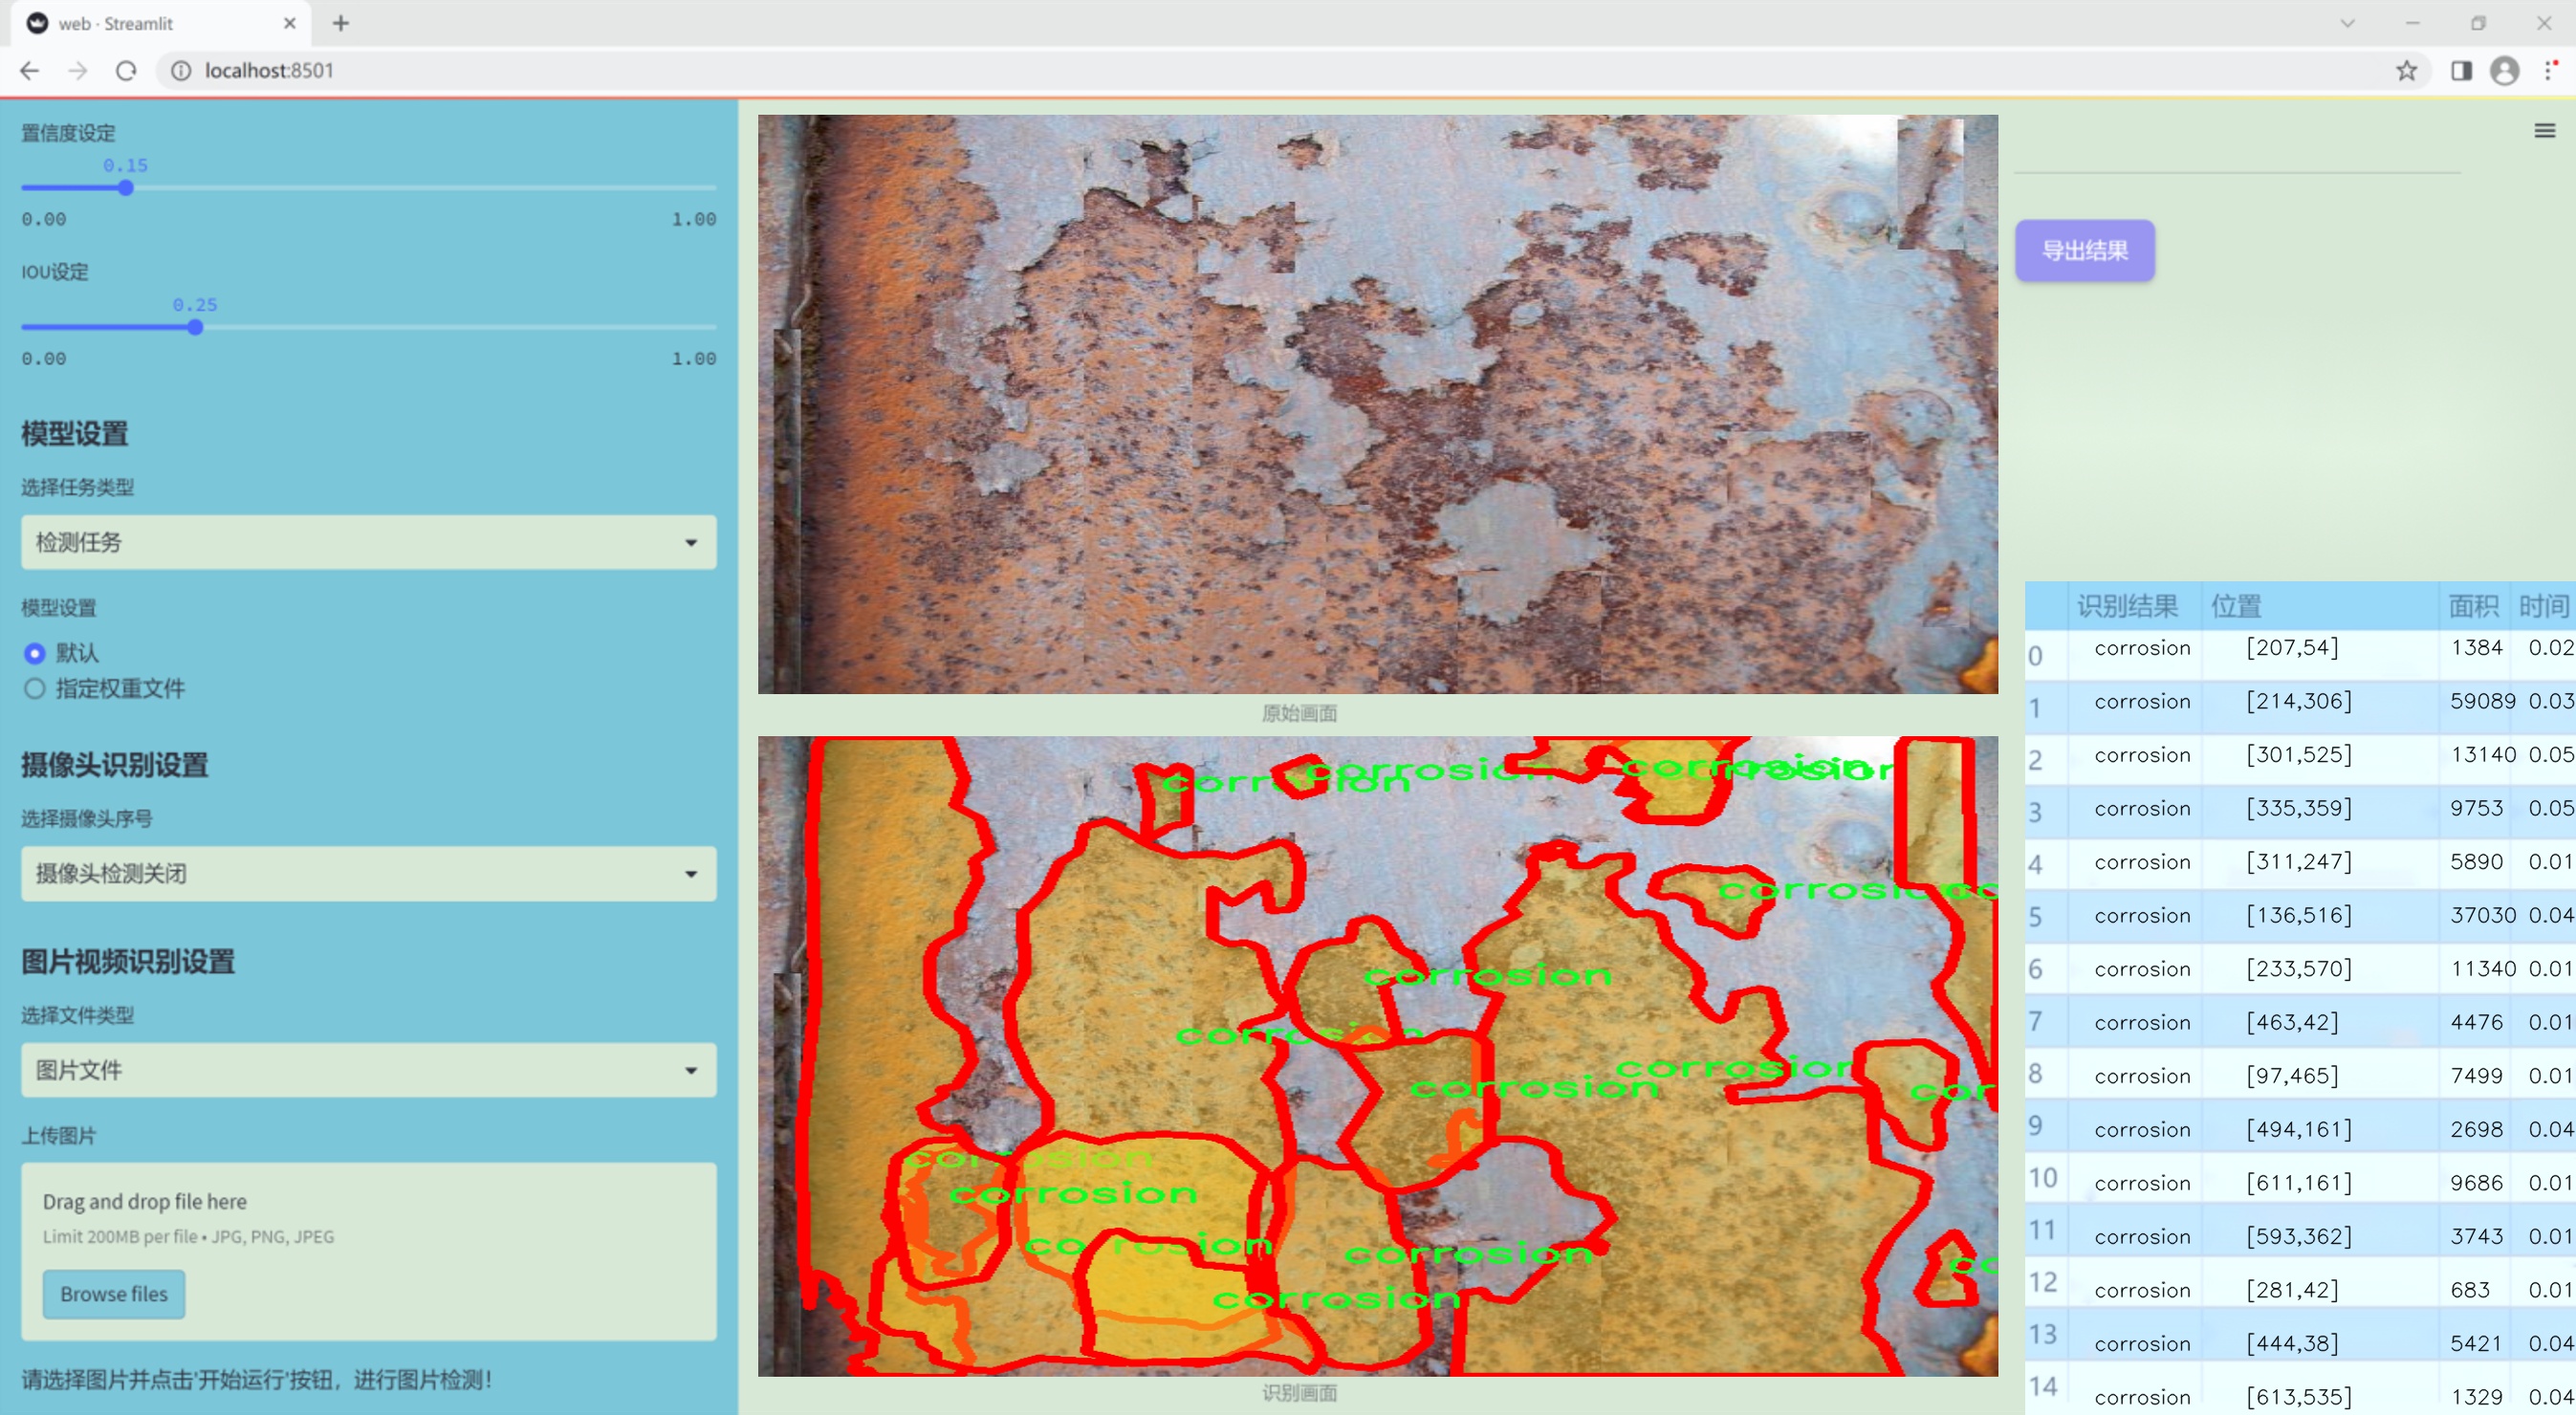 web · Streamlit
localhost:8501
置信度设定
0.15
0.00 1.00
IOU设定
0.25
0.00 1.00
模型设置
选择任务类型
检测任务
模型设置
默认
指定权重文件
摄像头识别设置
选择摄像头序号
摄像头检测关闭
图片视频识别设置
选择文件类型
图片文件
上传图片
Drag and drop file here
Limit 200MB per file • JPG, PNG, JPEG
Browse files
请选择图片并点击'开始运行'按钮，进行图片检测！
原始画面
corrosion
corrosion
corrosion
corrosion
corrosion
corrosion
corrosion
corrosion
corrosion
corrosion
corrosion
corrosion
corrosion
识别画面
导出结果
识别结果 位置 面积 时间
0 corrosion [207,54] 1384 0.02
1 corrosion [214,306] 59089 0.03
2 corrosion [301,525] 13140 0.05
3 corrosion [335,359] 9753 0.05
4 corrosion [311,247] 5890 0.01
5 corrosion [136,516] 37030 0.04
6 corrosion [233,570] 11340 0.01
7 corrosion [463,42] 4476 0.01
8 corrosion [97,465] 7499 0.01
9 corrosion [494,161] 2698 0.04
10 corrosion [611,161] 9686 0.01
11 corrosion [593,362] 3743 0.01
12 corrosion [281,42] 683 0.01
13 corrosion [444,38] 5421 0.04
14 corrosion [613,535] 1329 0.04